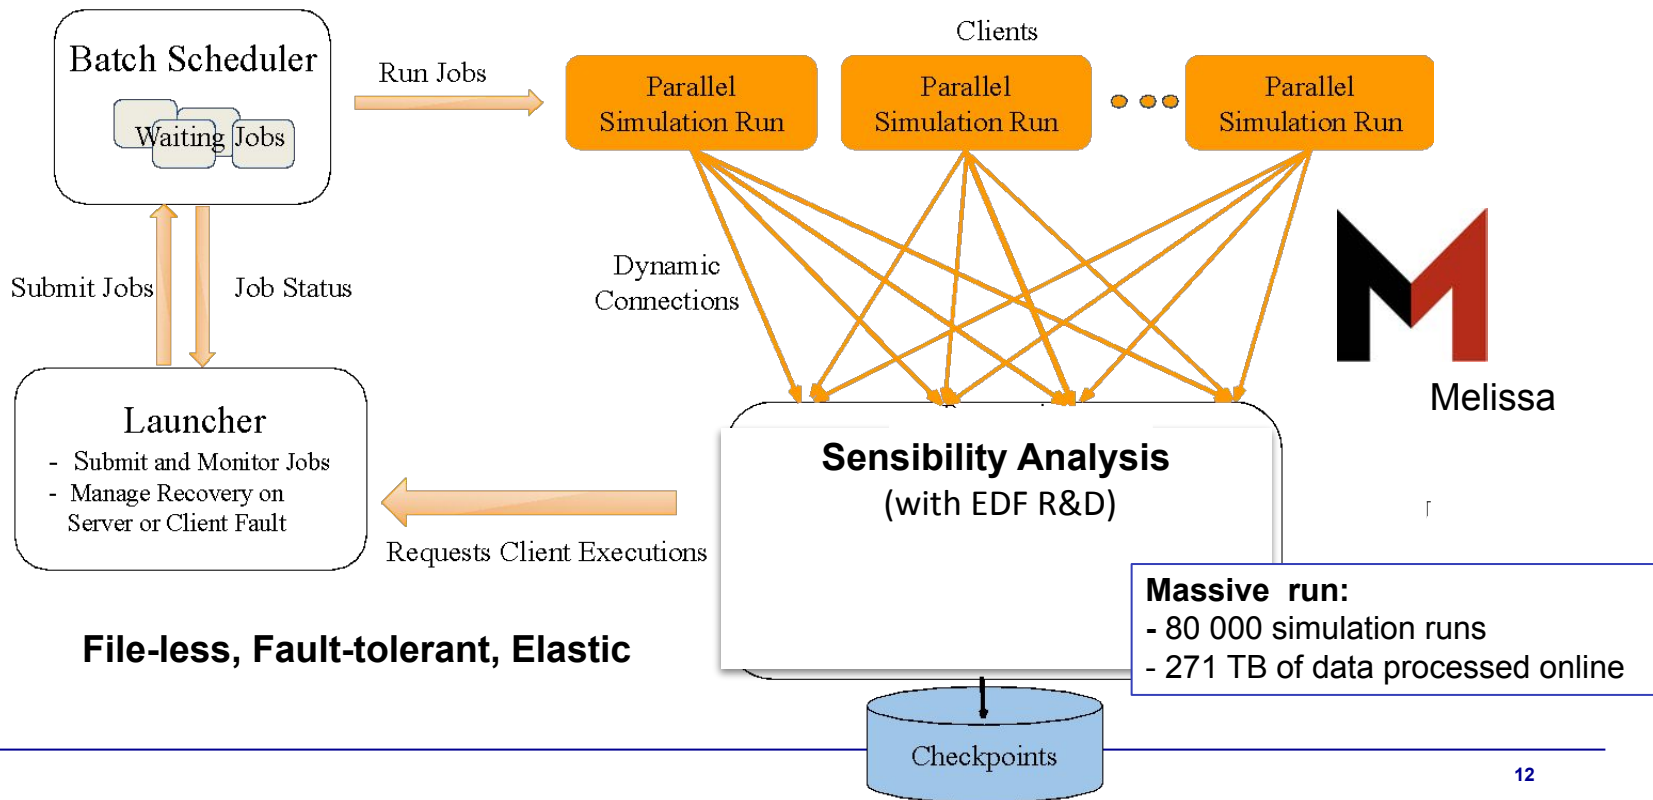 Clients
Batch Scheduler
Waiting Jobs
Run Jobs
Parallel
Simulation Run
Parallel
Simulation Run
Parallel
Simulation Run
Submit Jobs
Job Status
Dynamic
Connections
Melissa
Launcher
- Submit and Monitor Jobs
- Manage Recovery on
Server or Client Fault
Requests Client Executions
Sensibility Analysis
(with EDF R&D)
Massive run:
- 80 000 simulation runs
- 271 TB of data processed online
File-less, Fault-tolerant, Elastic
Checkpoints
12